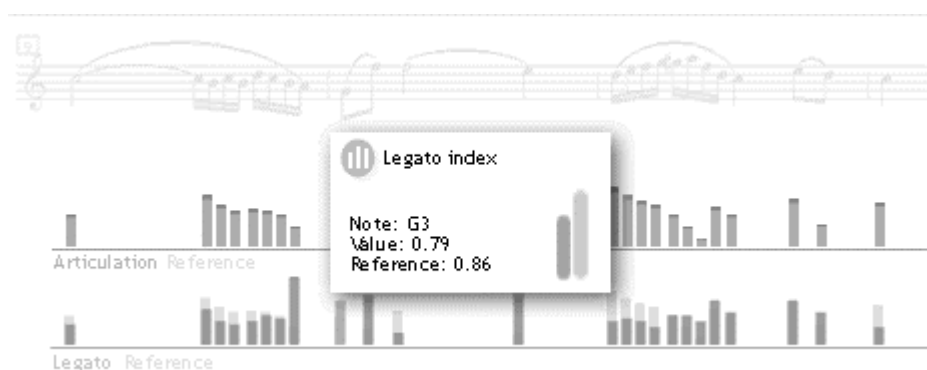 Legato index
Note: G3
Value: 0.79
Reference: 0.86
Articulation Reference
Legato Reference